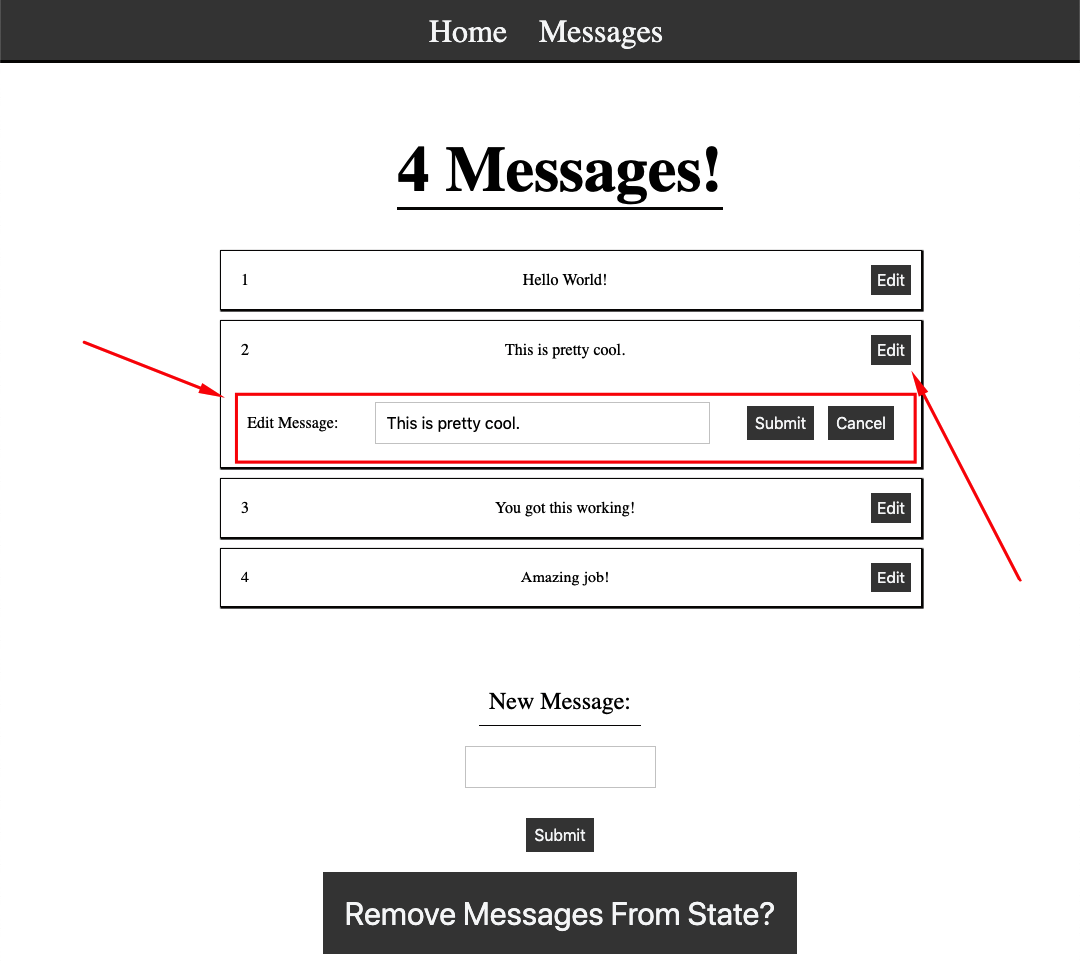 Home Messages
4 Messages!
1 Hello World! Edit
2 This is pretty cool. Edit
Edit Message: This is pretty cool. Submit Cancel
3 You got this working! Edit
4 Amazing job! Edit
New Message:
Submit
Remove Messages From State?